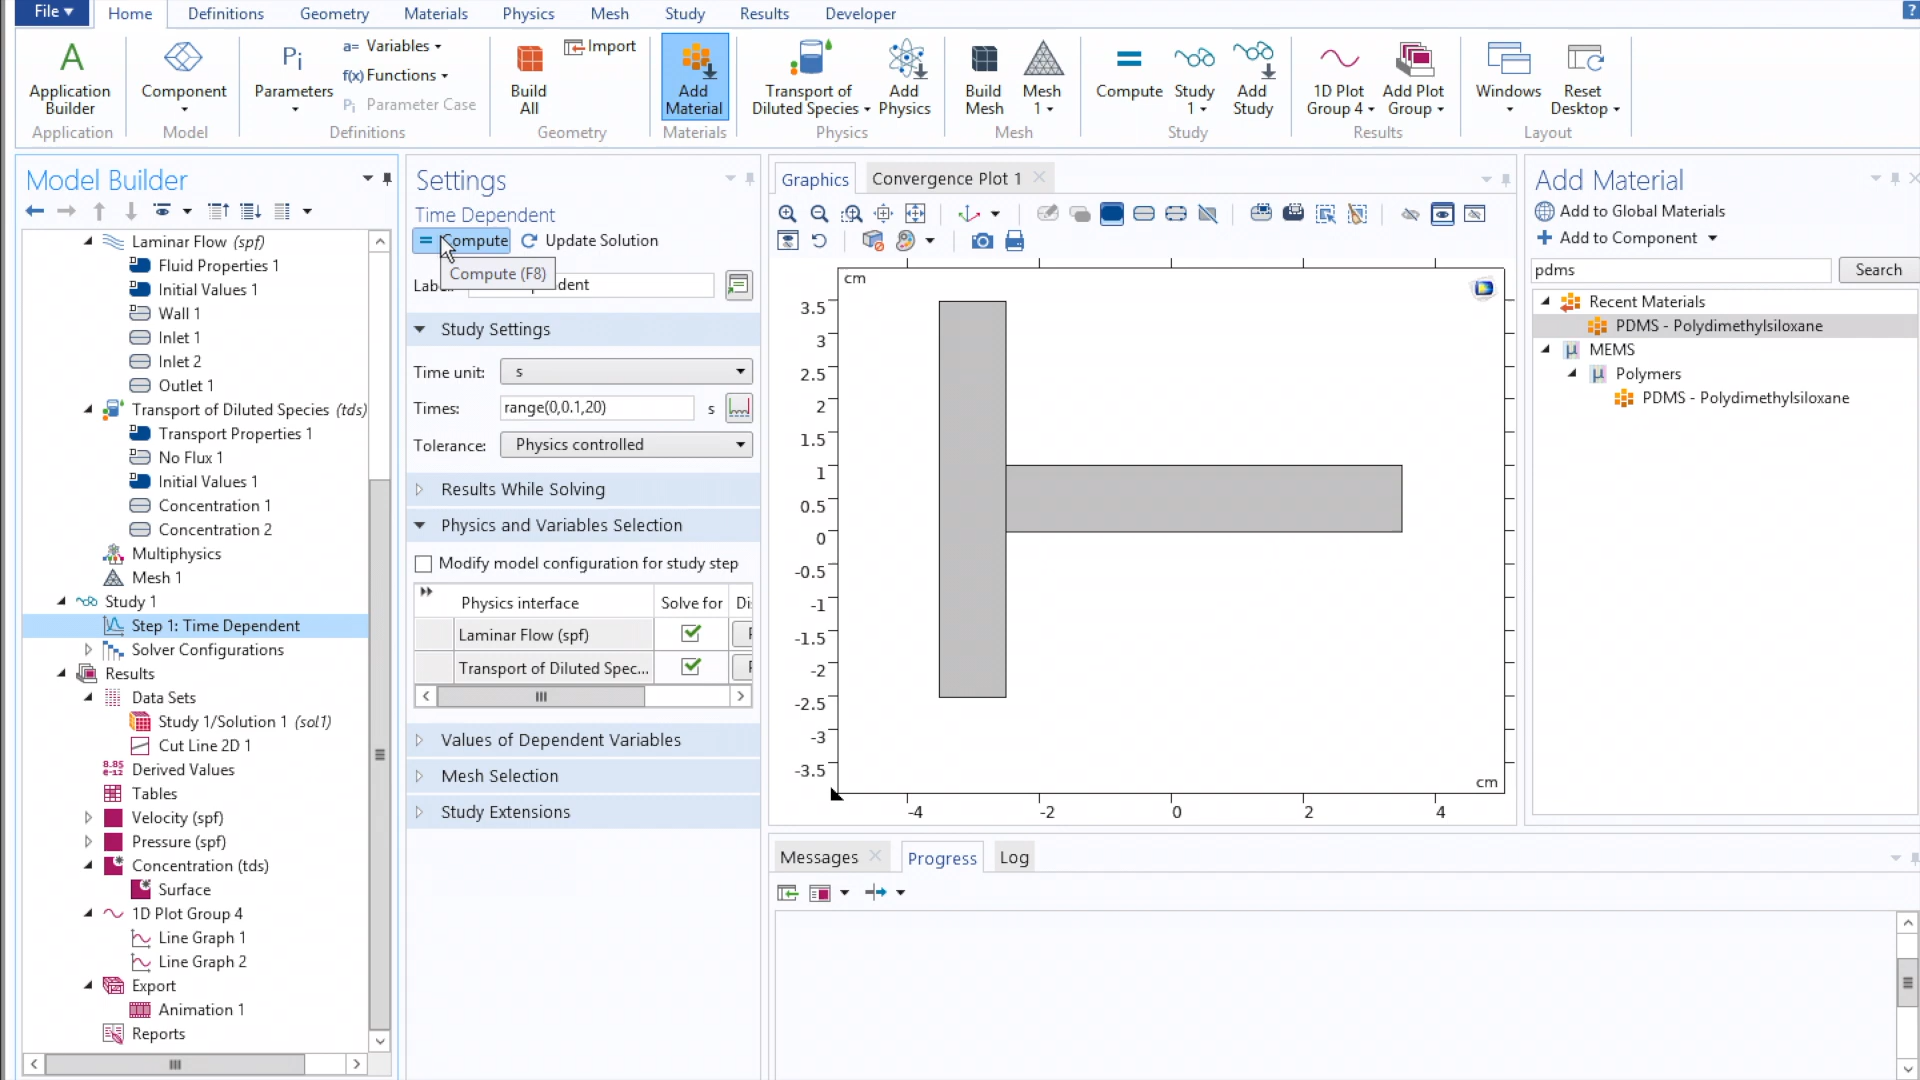 File
Home
Definitions
Geometry
Materials
Physics
Mesh
Study
Results
Developer
?
A
Application
Builder
Application
Component
Model
Pi
Parameters
a= Variables
f(x) Functions
Pi Parameter Case
Definitions
Build
All
Import
Geometry
Add
Material
Materials
Transport of
Diluted Species
Add
Physics
Physics
Build
Mesh
Mesh
1
Mesh
Compute
Study
1
Add
Study
Study
1D Plot
Group 4
Add Plot
Group
Results
Windows
Reset
Desktop
Layout
Model Builder
Laminar Flow (spf)
Fluid Properties 1
Initial Values 1
Wall 1
Inlet 1
Inlet 2
Outlet 1
Transport of Diluted Species (tds)
Transport Properties 1
No Flux 1
Initial Values 1
Concentration 1
Concentration 2
Multiphysics
Mesh 1
Study 1
Step 1: Time Dependent
Solver Configurations
Results
Data Sets
Study 1/Solution 1 (sol1)
Cut Line 2D 1
8.85
e-12 Derived Values
Tables
Velocity (spf)
Pressure (spf)
Concentration (tds)
Surface
1D Plot Group 4
Line Graph 1
Line Graph 2
Export
Animation 1
Reports
Settings
Time Dependent
= Compute
Update Solution
Compute (F8)
Study Settings
Time unit: s
Times: range(0,0.1,20) s
Tolerance: Physics controlled
Results While Solving
Physics and Variables Selection
Modify model configuration for study step
Physics interface
Solve for
Laminar Flow (spf)
Transport of Diluted Spec...
Values of Dependent Variables
Mesh Selection
Study Extensions
Graphics
Convergence Plot 1
cm
3.5
3
2.5
2
1.5
1
0.5
0
-0.5
-1
-1.5
-2
-2.5
-3
-3.5
-4
-2
0
2
4
cm
Messages
Progress
Log
Add Material
Add to Global Materials
Add to Component
pdms
Search
Recent Materials
PDMS - Polydimethylsiloxane
μ MEMS
μ Polymers
PDMS - Polydimethylsiloxane